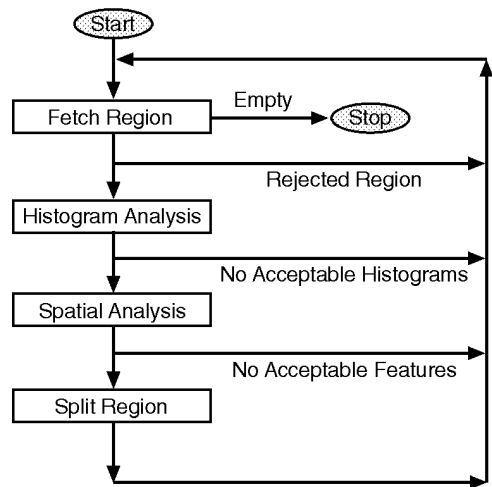 Start
Fetch Region
Empty
Stop
Rejected Region
Histogram Analysis
No Acceptable Histograms
Spatial Analysis
No Acceptable Features
Split Region